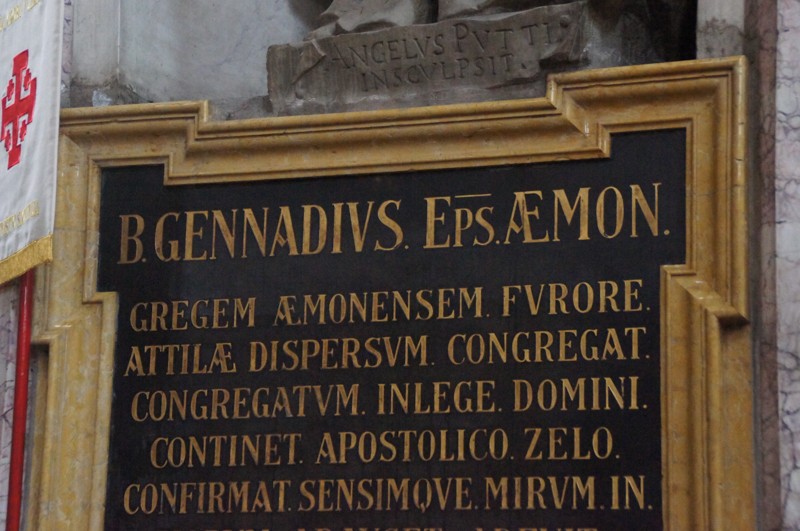 ANGELVS PVTTI·
INSCVLPSIT.
B. GENNADIVS. EPS. ÆMON.
GREGEM ÆMONENSEM. FVRORE.
ATTILÆ DISPERSVM. CONGREGAT.
CONGREGATVM. INLEGE. DOMINI.
CONTINET. APOSTOLICO. ZELO.
CONFIRMAT. SENSIMQVE. MIRVM. IN.